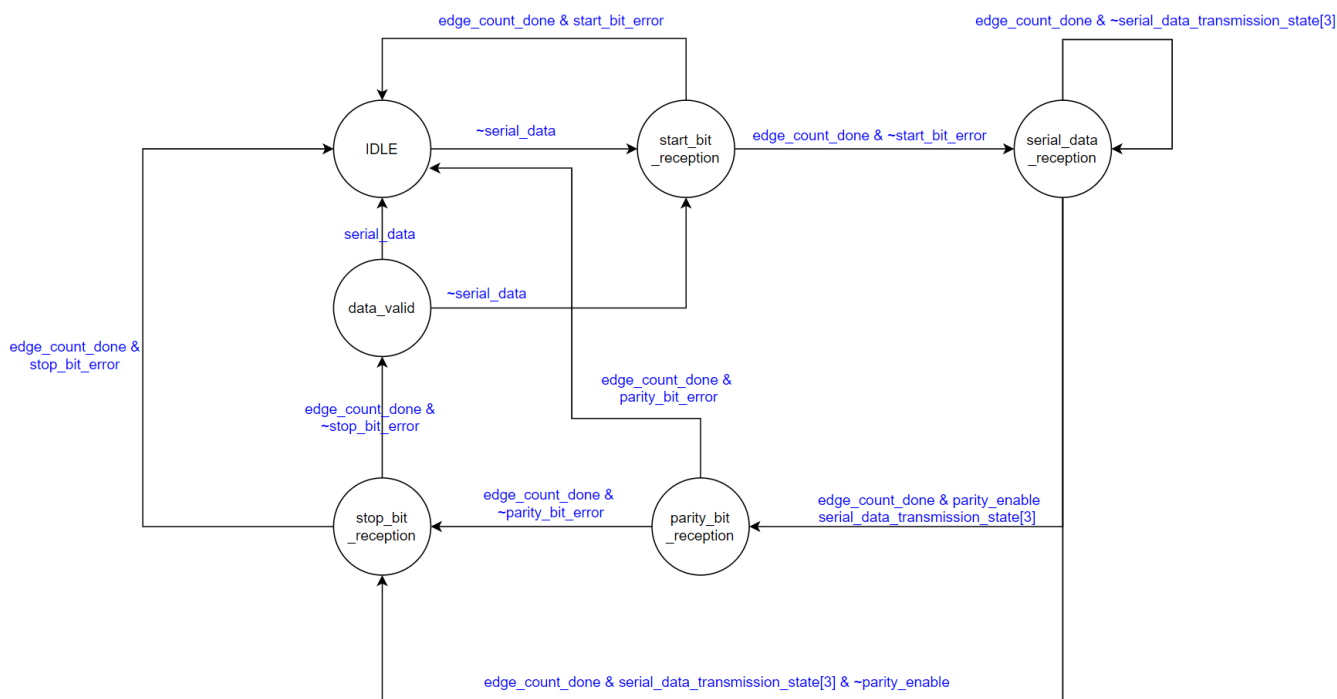 edge_count_done & start_bit_error
edge_count_done & ~serial_data_transmission_state[3]
IDLE
~serial_data
start_bit
_reception
edge_count_done & ~start_bit_error
serial_data
_reception
serial_data
data_valid
~serial_data
edge_count_done &
stop_bit_error
edge_count_done &
parity_bit_error
edge_count_done &
~stop_bit_error
stop_bit
_reception
edge_count_done &
~parity_bit_error
parity_bit
_reception
edge_count_done & parity_enable
serial_data_transmission_state[3]
edge_count_done & serial_data_transmission_state[3] & ~parity_enable